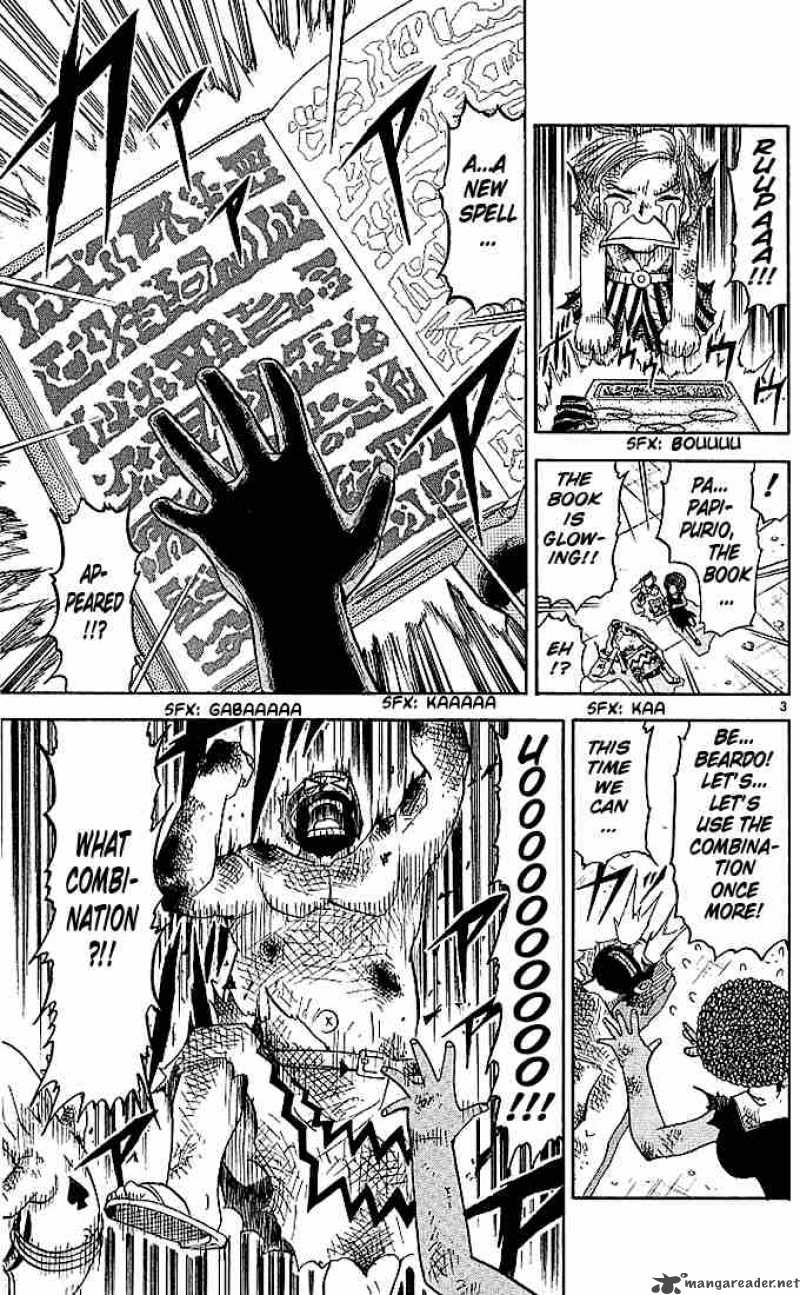 RUUPAAA!!!
SFX: BOUUUU
!
PA...
PAPI-
PURIO,
THE
BOOK
...
THE
BOOK
IS
GLOW-
ING!!
EH
!?
A...A
NEW
SPELL
...
AP-
PEARED
!!?
SFX: GABAAAAA
SFX: KAAAAA
SFX: KAA
3
BE...
BEARDO!
LET'S...
LET'S
USE THE
COMBINA-
TION
ONCE
MORE!
THIS
TIME
WE
CAN
...
UOOOOOOOOOO!!!
WHAT
COMBI-
NATION
?!!
mangareader.net